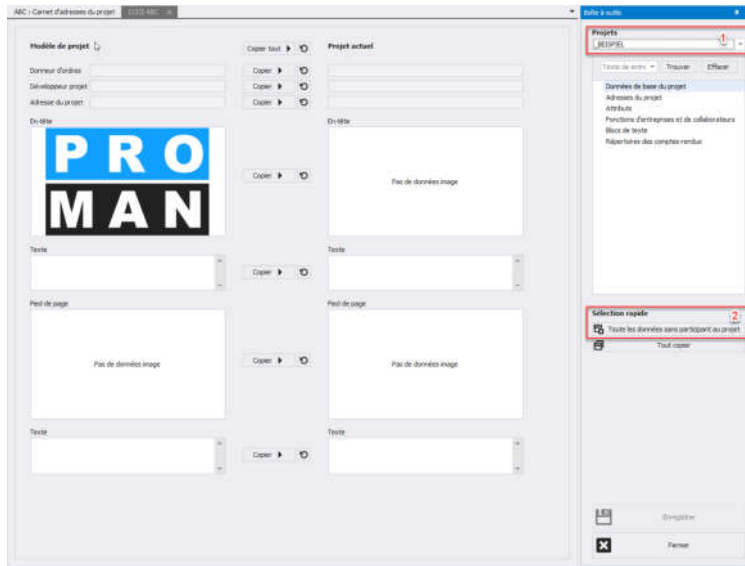 ABC : Carnet d'adresses du projet
Boîte à outils
Modèle de projet
Copier tout
Projet actuel
Donneur d'ordres
Copier
Développeur projet
Copier
Adresse du projet
Copier
En-tête
En-tête
PRO
MAN
Copier
Pas de données image
Texte
Texte
Copier
Pied de page
Pied de page
Pas de données image
Copier
Pas de données image
Texte
Texte
Copier
Projets
1
_BEISPIEL
Trouver
Effacer
Données de base du projet
Adresses du projet
Attributs
Fonctions d'entreprises et de collaborateurs
Blocs de texte
Répertoires des comptes-rendus
Sélection rapide
2
Toute les données sans participant au projet
Tout copier
Enregistrer
Fermer